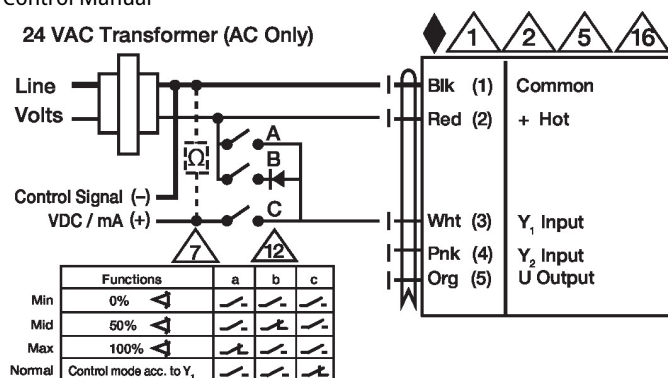 Control Manual
24 VAC Transformer (AC Only)
1 2 5 16
Line
Volts
Blk (1) Common
Red (2) + Hot
A
B
Ω
Control Signal (–)
VDC / mA (+)
C
Wht (3) Y₁ Input
Pnk (4) Y₂ Input
Org (5) U Output
7 12
Functions a b c
Min 0%
Mid 50%
Max 100%
Normal Control mode acc. to Y₁